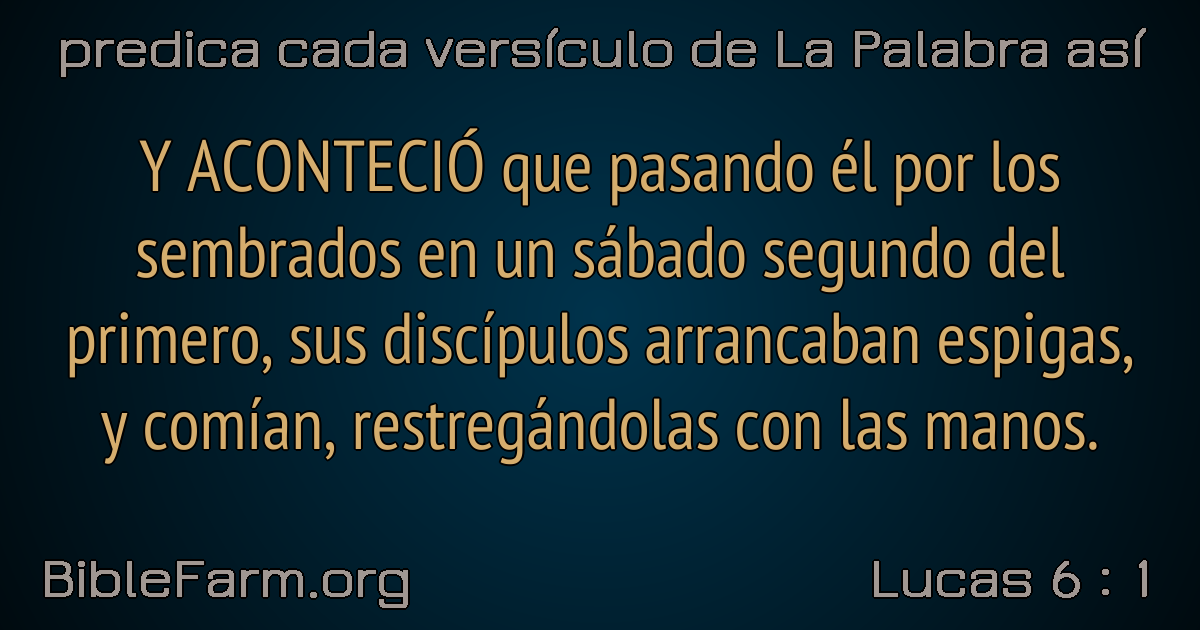 predica cada versículo de La Palabra así
Y ACONTECIÓ que pasando él por los
sembrados en un sábado segundo del
primero, sus discípulos arrancaban espigas,
y comían, restregándolas con las manos.
BibleFarm.org
Lucas 6 : 1